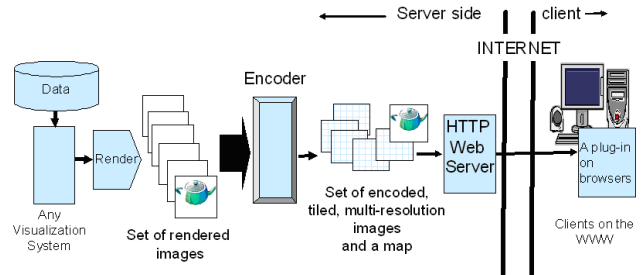 Server side
client
INTERNET
Encoder
Data
Render
HTTP
Web
Server
A plug-in
on
browsers
Any
Visualization
System
Set of rendered
images
Set of encoded,
tiled, multi-resolution
images
and a map
Clients on the
WWW